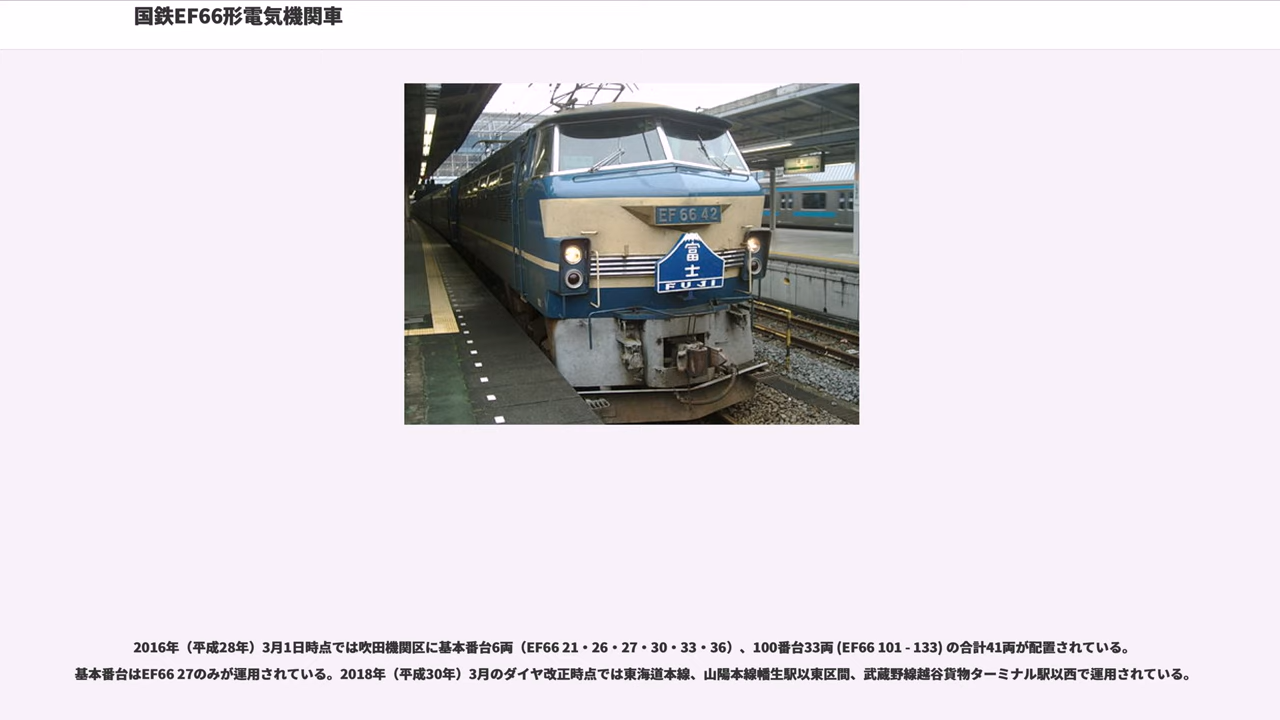 国鉄EF66形電気機関車
EF 66 42
富士
FUJI
2016年（平成28年）3月1日時点では吹田機関区に基本番台6両（EF66 21・26・27・30・33・36）、100番台33両 (EF66 101 - 133) の合計41両が配置されている。
基本番台はEF66 27のみが運用されている。2018年（平成30年）3月のダイヤ改正時点では東海道本線、山陽本線幡生駅以東区間、武蔵野線越谷貨物ターミナル駅以西で運用されている。